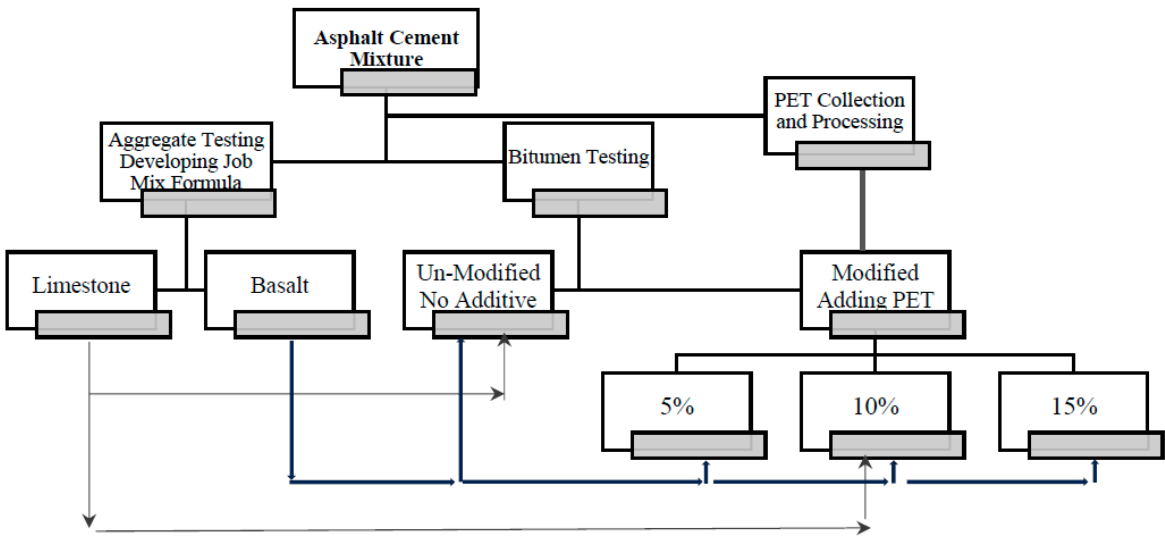 Asphalt Cement
Mixture
PET Collection
and Processing
Aggregate Testing
Developing Job
Mix Formula
Bitumen Testing
Limestone
Basalt
Un-Modified
No Additive
Modified
Adding PET
5%
10%
15%